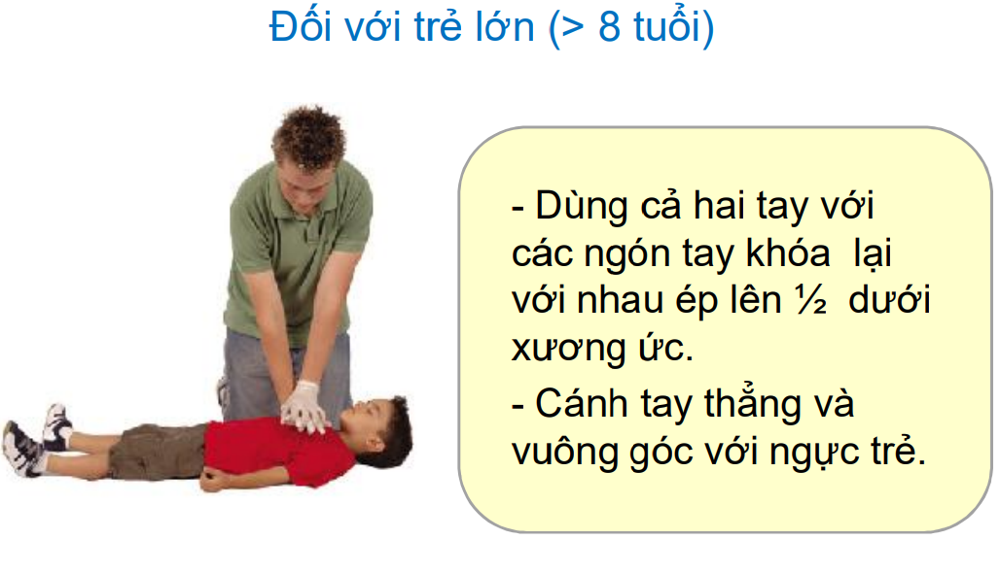 Đối với trẻ lớn (> 8 tuổi)
- Dùng cả hai tay với
các ngón tay khóa lại
với nhau ép lên ½ dưới
xương ức.
- Cánh tay thẳng và
vuông góc với ngực trẻ.